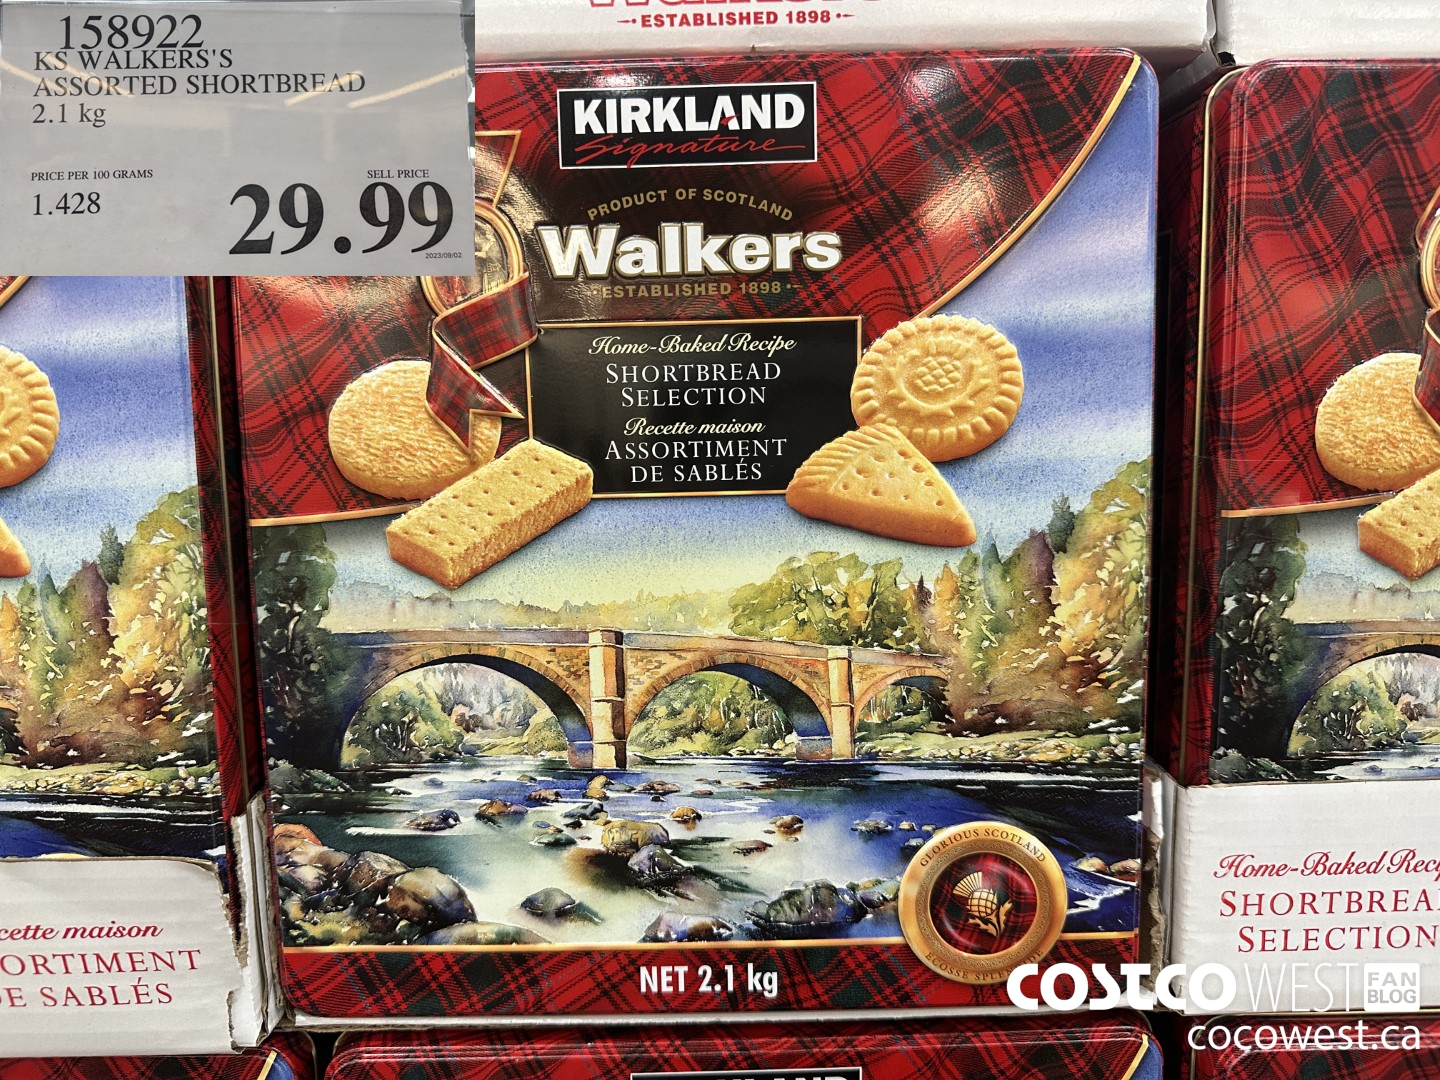 158922
KS WALKERS'S
ASSORTED SHORTBREAD
2.1 kg
PRICE PER 100 GRAMS
1.428
SELL PRICE
29.99
2023/09/02
ESTABLISHED 1898
KIRKLAND
Signature
PRODUCT OF SCOTLAND
Walkers
ESTABLISHED 1898
Home-Baked Recipe
SHORTBREAD
SELECTION
Recette maison
ASSORTIMENT
DE SABLÉS
GLORIOUS SCOTLAND
ECOSSE SPLENDIDE
NET 2.1 kg
cette maison
ORTIMENT
DE SABLÉS
Home-Baked Reci
SHORTBREA
SELECTION
COSTCO WEST FAN BLOG
cocowest.ca